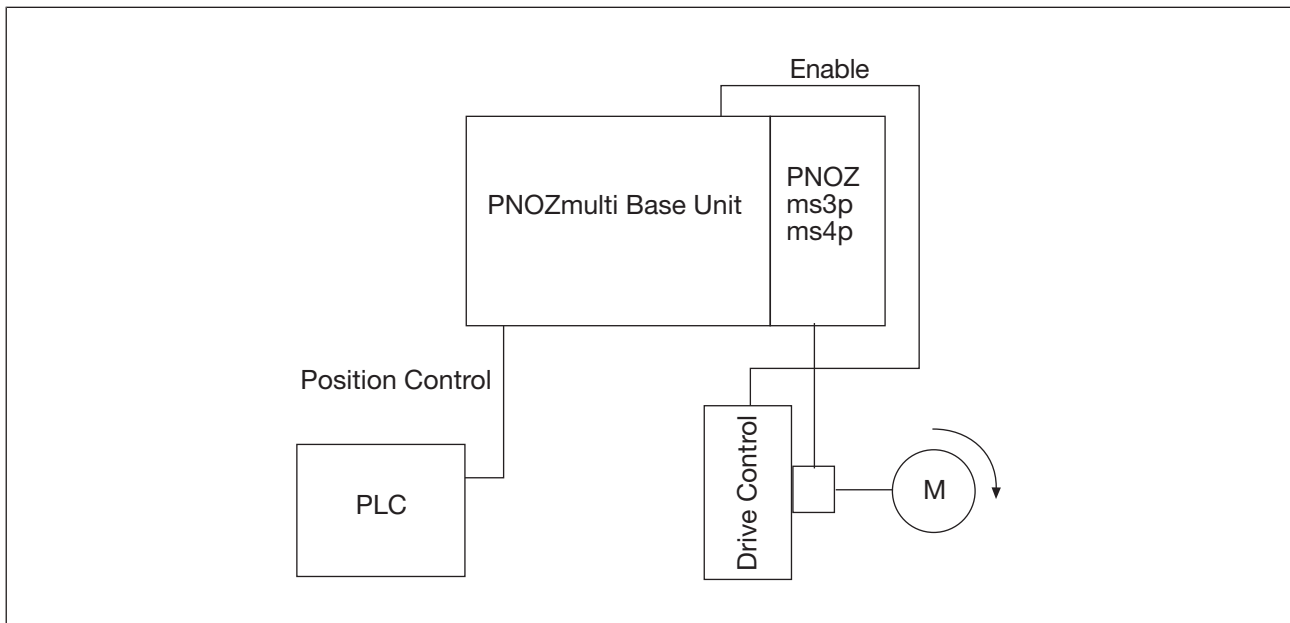 Enable
PNOZmulti Base Unit
PNOZ
ms3p
ms4p
Position Control
PLC
Drive Control
M